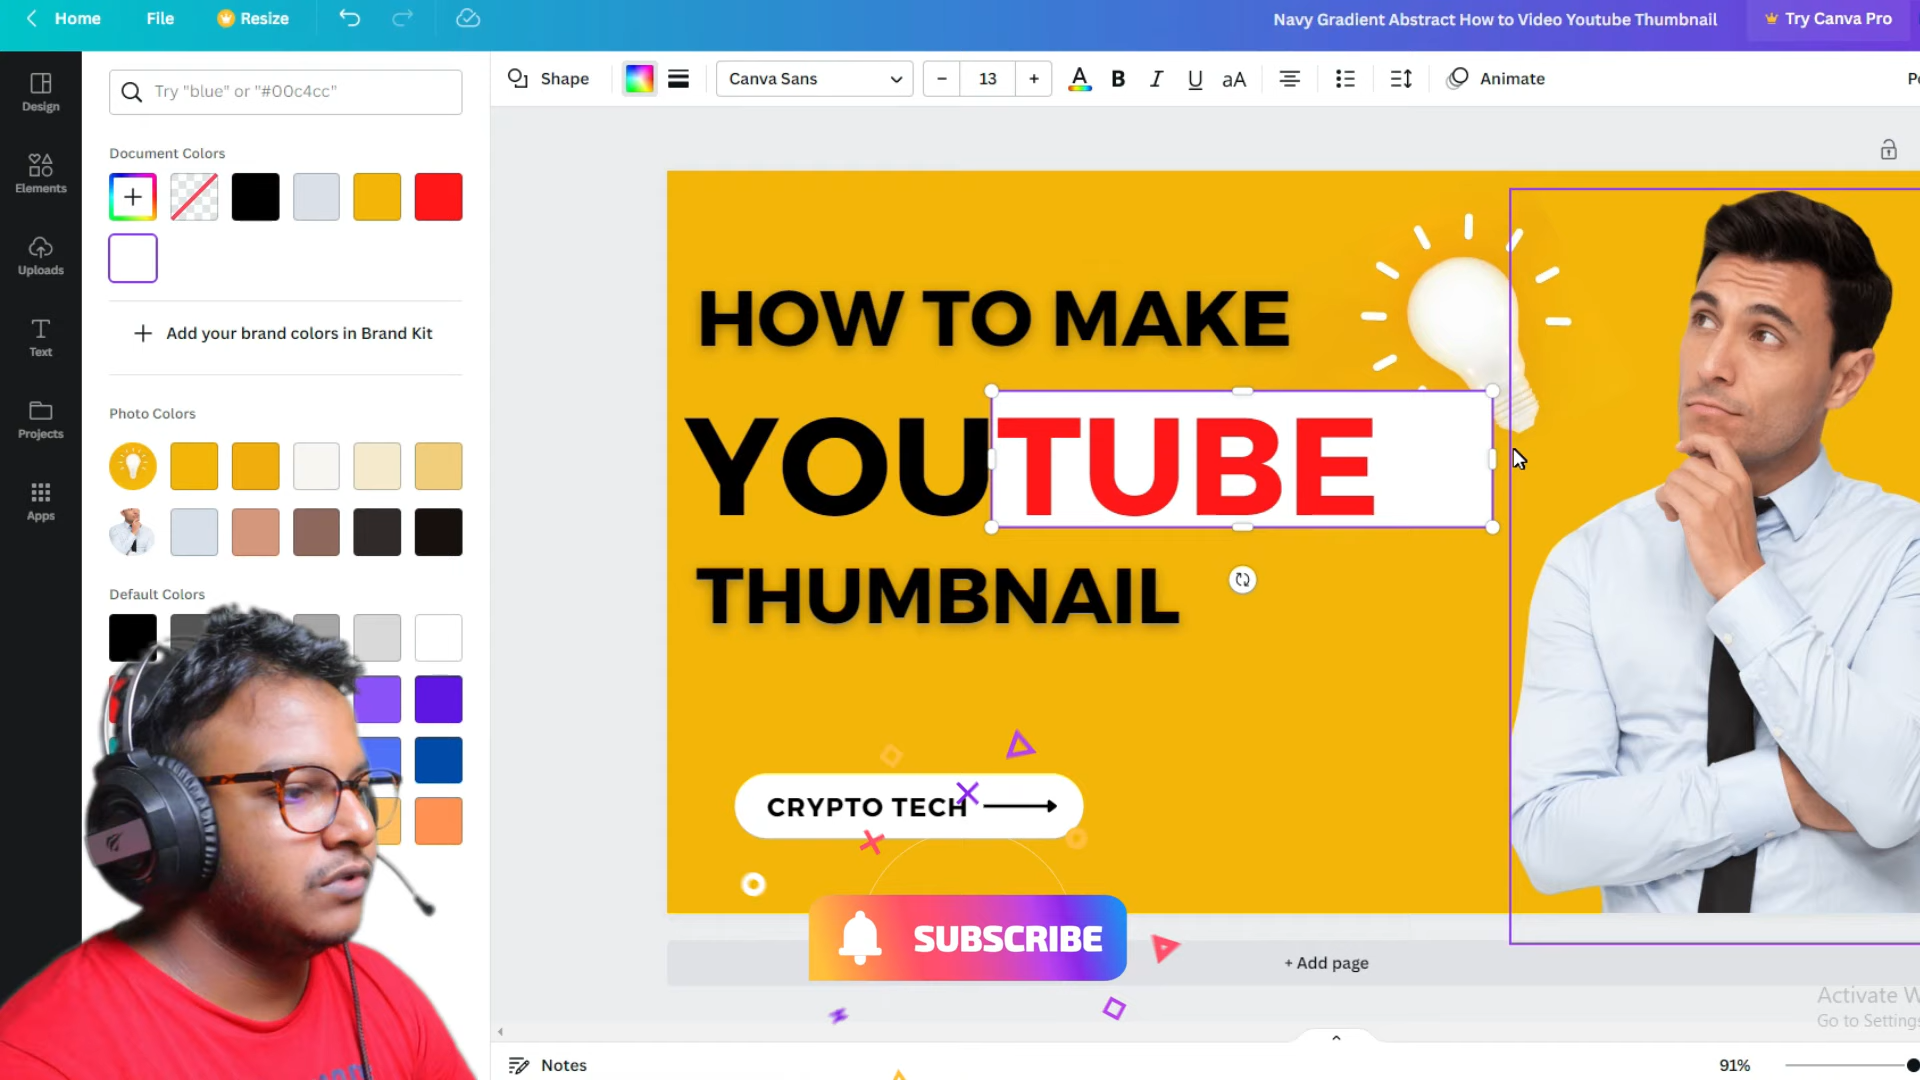 Home File Resize
Navy Gradient Abstract How to Video Youtube Thumbnail Try Canva Pro
Design
Elements
Uploads
Text
Projects
Apps
Try "blue" or "#00c4cc"
Document Colors
+ Add your brand colors in Brand Kit
Photo Colors
Default Colors
Shape Canva Sans − 13 + A B I U aA Animate
HOW TO MAKE
YOUTUBE
THUMBNAIL
CRYPTO TECH
SUBSCRIBE
+ Add page
Activate W
Go to Settings
Notes 91%